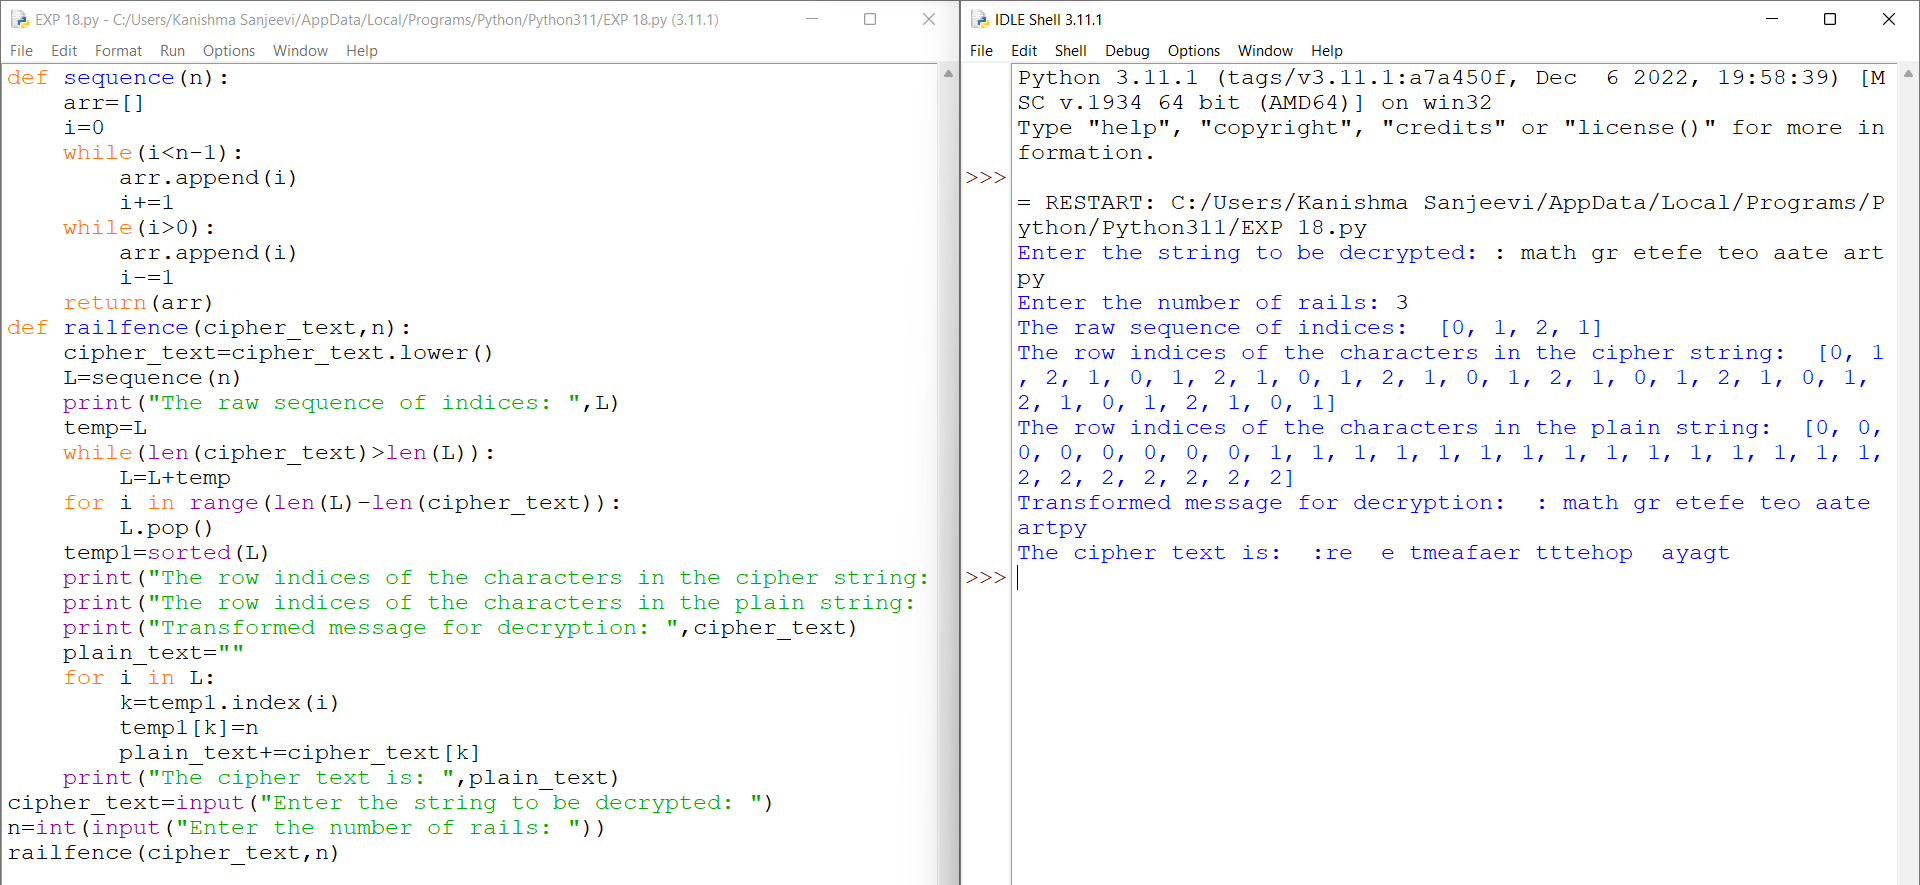 EXP 18.py - C:/Users/Kanishma Sanjeevi/AppData/Local/Programs/Python/Python311/EXP 18.py (3.11.1)
File Edit Format Run Options Window Help
def sequence(n):
    arr=[]
    i=0
    while(i<n-1):
        arr.append(i)
        i+=1
    while(i>0):
        arr.append(i)
        i-=1
    return(arr)
def railfence(cipher_text,n):
    cipher_text=cipher_text.lower()
    L=sequence(n)
    print("The raw sequence of indices: ",L)
    temp=L
    while(len(cipher_text)>len(L)):
        L=L+temp
    for i in range(len(L)-len(cipher_text)):
        L.pop()
    temp1=sorted(L)
    print("The row indices of the characters in the cipher string:
    print("The row indices of the characters in the plain string:
    print("Transformed message for decryption: ",cipher_text)
    plain_text=""
    for i in L:
        k=temp1.index(i)
        temp1[k]=n
        plain_text+=cipher_text[k]
    print("The cipher text is: ",plain_text)
cipher_text=input("Enter the string to be decrypted: ")
n=int(input("Enter the number of rails: "))
railfence(cipher_text,n)
IDLE Shell 3.11.1
File Edit Shell Debug Options Window Help
Python 3.11.1 (tags/v3.11.1:a7a450f, Dec  6 2022, 19:58:39) [M
SC v.1934 64 bit (AMD64)] on win32
Type "help", "copyright", "credits" or "license()" for more in
formation.
>>>
= RESTART: C:/Users/Kanishma Sanjeevi/AppData/Local/Programs/P
ython/Python311/EXP 18.py
Enter the string to be decrypted: : math gr etefe teo aate art
py
Enter the number of rails: 3
The raw sequence of indices:  [0, 1, 2, 1]
The row indices of the characters in the cipher string:  [0, 1
, 2, 1, 0, 1, 2, 1, 0, 1, 2, 1, 0, 1, 2, 1, 0, 1, 2, 1, 0, 1,
2, 1, 0, 1, 2, 1, 0, 1]
The row indices of the characters in the plain string:  [0, 0,
0, 0, 0, 0, 0, 0, 1, 1, 1, 1, 1, 1, 1, 1, 1, 1, 1, 1, 1, 1, 1,
2, 2, 2, 2, 2, 2, 2]
Transformed message for decryption:  : math gr etefe teo aate
artpy
The cipher text is:  :re  e tmeafaer tttehop  ayagt
>>>